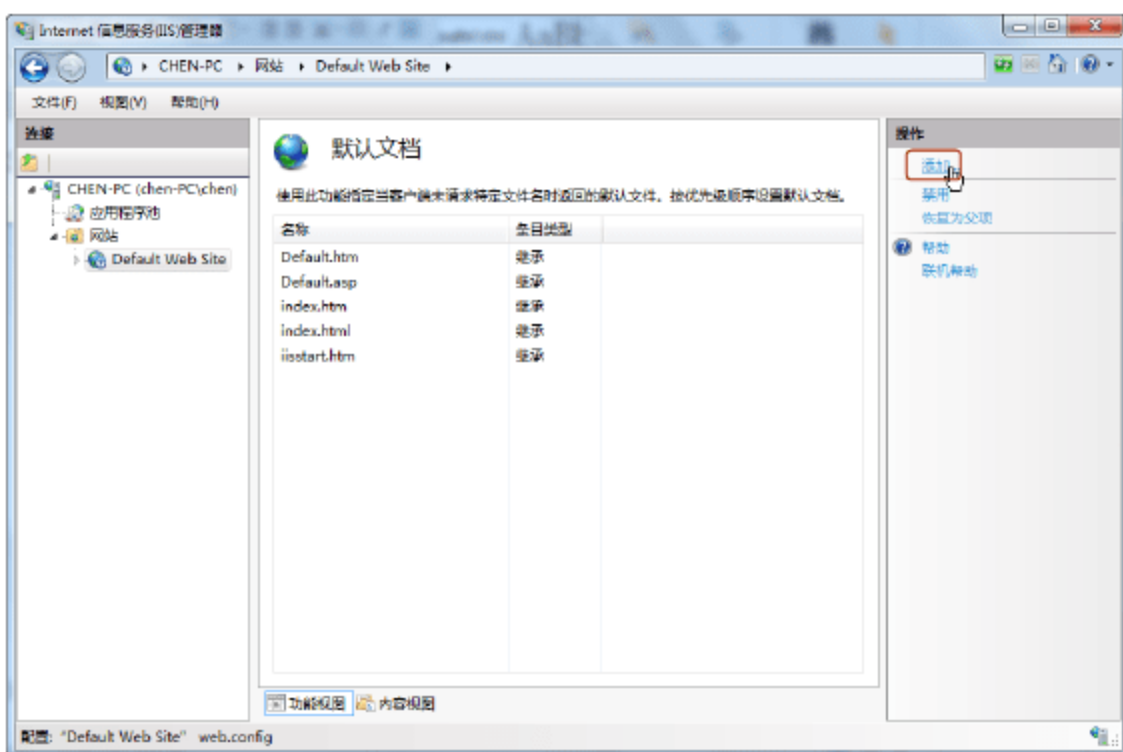 Internet 信息服务(IIS)管理器
CHEN-PC 网站 Default Web Site
文件(F) 视图(V) 帮助(H)
连接
CHEN-PC (chen-PC\chen)
应用程序池
网站
Default Web Site
默认文档
使用此功能指定当客户端未请求特定文件名时返回的默认文件。按优先级顺序设置默认文档。
名称 条目类型
Default.htm 继承
Default.asp 继承
index.htm 继承
index.html 继承
iisstart.htm 继承
功能视图 内容视图
操作
添加
禁用
恢复为父项
帮助
联机帮助
配置: "Default Web Site" web.config